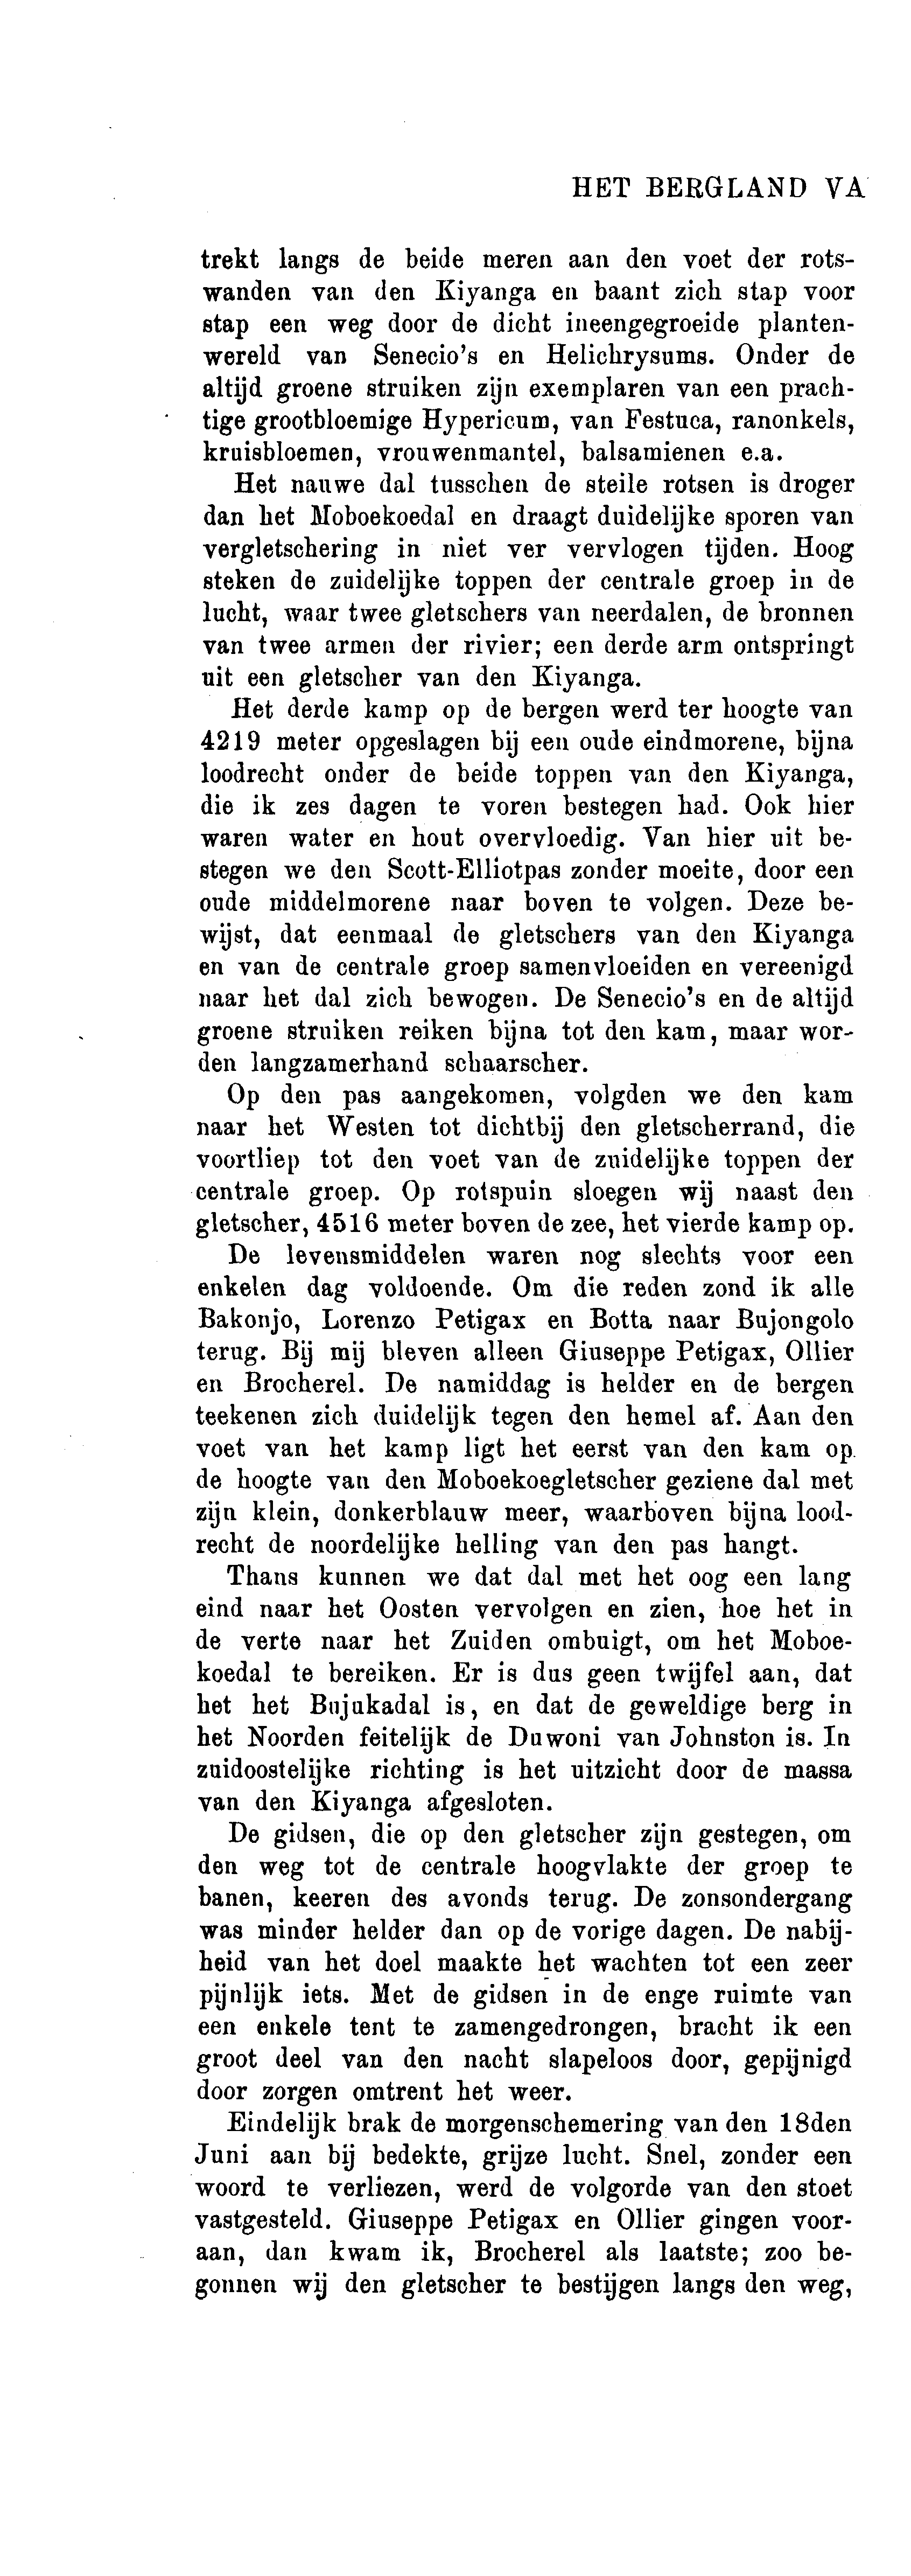 HET BERGLAND VA
trekt langs de beide meren aan den voet der rots-
wanden van den Kiyanga en baant zich stap voor
stap een weg door de dicht ineengegroeide planten-
wereld van Senecio's en Helichrysums. Onder de
altijd groene struiken zijn exemplaren van een prach-
tige grootbloemige Hypericum, van Festuca, ranonkels,
kruisbloemen, vrouwenmantel, balsamienen e.a.
Het nauwe dal tusschen de steile rotsen is droger
dan het Moboekoedal en draagt duidelijke sporen van
vergletschering in niet ver vervlogen tijden. Hoog
steken de zuidelijke toppen der centrale groep in de
lucht, waar twee gletschers van neerdalen, de bronnen
van twee armen der rivier; een derde arm ontspringt
uit een gletscher van den Kiyanga.
Het derde kamp op de bergen werd ter hoogte van
4219 meter opgeslagen bij een oude eindmorene, bijna
loodrecht onder de beide toppen van den Kiyanga,
die ik zes dagen te voren bestegen had. Ook hier
waren water en hout overvloedig. Van hier uit be-
stegen we den Scott-Elliotpas zonder moeite, door een
oude middelmorene naar boven te volgen. Deze be-
wijst, dat eenmaal de gletschers van den Kiyanga
en van de centrale groep samenvloeiden en vereenigd
naar het dal zich bewogen. De Senecio's en de altijd
groene struiken reiken bijna tot den kam, maar wor-
den langzamerhand schaarscher.
Op den pas aangekomen, volgden we den kam
naar het Westen tot dichtbij den gletscherrand, die
voortliep tot den voet van de zuidelijke toppen der
centrale groep. Op rotspuin sloegen wij naast den
gletscher, 4516 meter boven de zee, het vierde kamp op.
De levensmiddelen waren nog slechts voor een
enkelen dag voldoende. Om die reden zond ik alle
Bakonjo, Lorenzo Petigax en Botta naar Bujongolo
terug. Bij mij bleven alleen Giuseppe Petigax, Ollier
en Brocherel. De namiddag is helder en de bergen
teekenen zich duidelijk tegen den hemel af. Aan den
voet van het kamp ligt het eerst van den kam op
de hoogte van den Moboekoegletscher geziene dal met
zijn klein, donkerblauw meer, waarboven bijna lood-
recht de noordelijke helling van den pas hangt.
Thans kunnen we dat dal met het oog een lang
eind naar het Oosten vervolgen en zien, hoe het in
de verte naar het Zuiden ombuigt, om het Moboe-
koedal te bereiken. Er is dus geen twijfel aan, dat
het het Bujukadal is, en dat de geweldige berg in
het Noorden feitelijk de Duwoni van Johnston is. In
zuidoostelijke richting is het uitzicht door de massa
van den Kiyanga afgesloten.
De gidsen, die op den gletscher zijn gestegen, om
den weg tot de centrale hoogvlakte der groep te
banen, keeren des avonds terug. De zonsondergang
was minder helder dan op de vorige dagen. De nabij-
heid van het doel maakte het wachten tot een zeer
pijnlijk iets. Met de gidsen in de enge ruimte van
een enkele tent te zamengedrongen, bracht ik een
groot deel van den nacht slapeloos door, gepijnigd
door zorgen omtrent het weer.
Eindelijk brak de morgenschemering van den 18den
Juni aan bij bedekte, grijze lucht. Snel, zonder een
woord te verliezen, werd de volgorde van den stoet
vastgesteld. Giuseppe Petigax en Ollier gingen voor-
aan, dan kwam ik, Brocherel als laatste; zoo be-
gonnen wij den gletscher te bestijgen langs den weg,